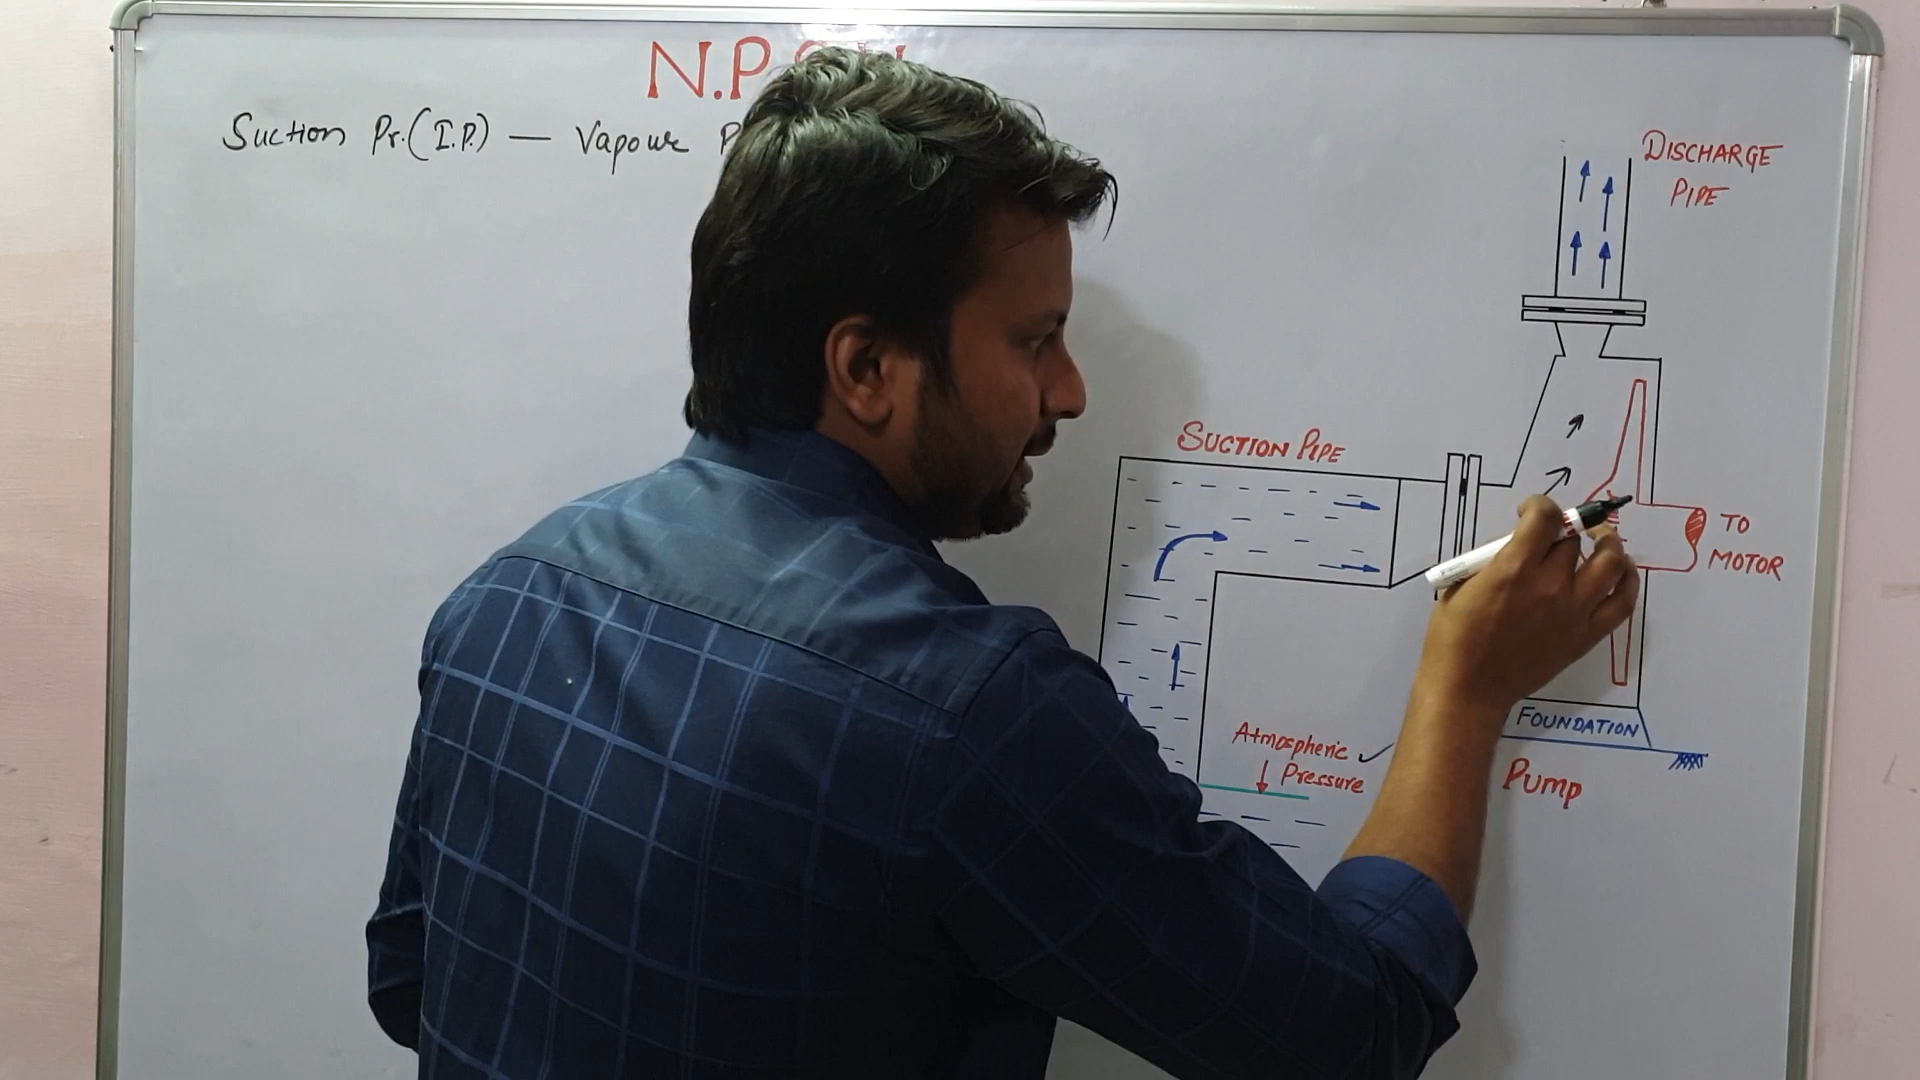 N.P
Suction Pr.(I.P.) — Vapour
DISCHARGE
PIPE
SUCTION PIPE
TO
MOTOR
FOUNDATION
Atmospheric
Pressure
Pump